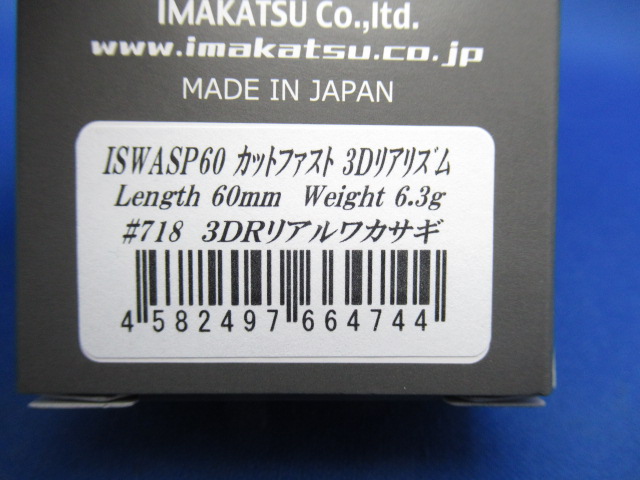 IMAKATSU Co.,ltd.
www.imakatsu.co.jp
MADE IN JAPAN
ISWASP60 カットファスト 3Dリアリズム
Length 60mm Weight 6.3g
#718 3DRリアルワカサギ
4 582497 664744